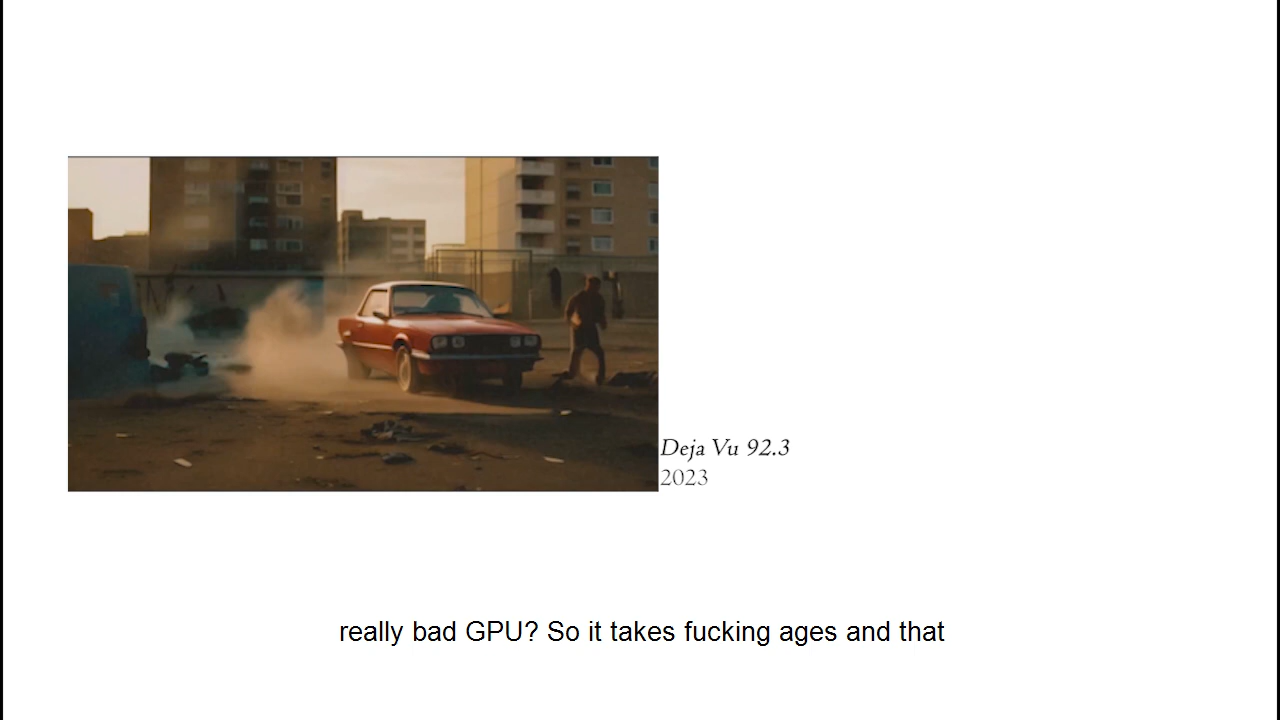 Deja Vu 92.3
2023
really bad GPU? So it takes fucking ages and that